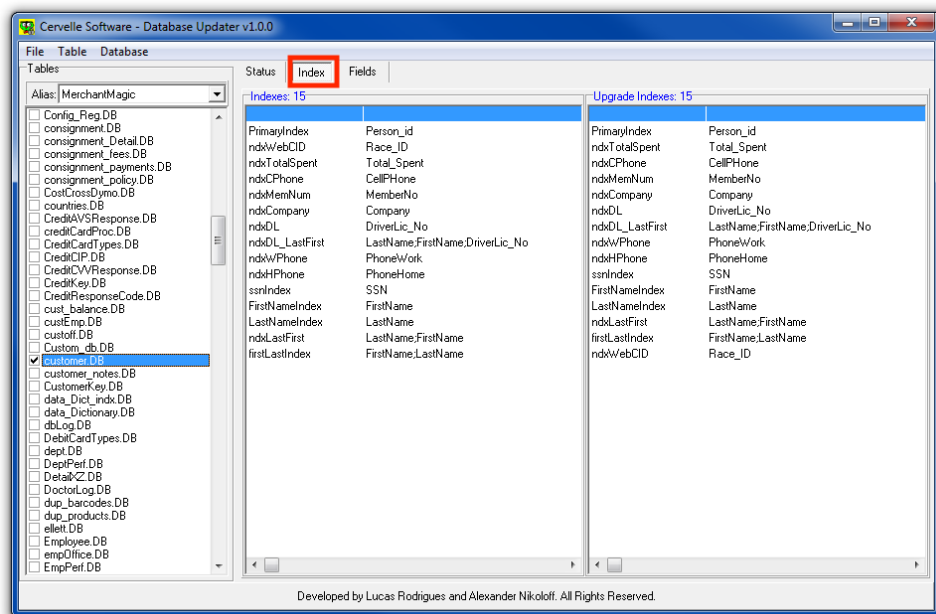 Cervelle Software - Database Updater v1.0.0
File Table Database
Tables
Alias: MerchantMagic
Config_Reg.DB
consignment.DB
consignment_Detail.DB
consignment_fees.DB
consignment_payments.DB
consignment_policy.DB
CostCrossDymo.DB
countries.DB
CreditAVSResponse.DB
creditCardProc.DB
CreditCardTypes.DB
CreditCIP.DB
CreditCVVResponse.DB
CreditKey.DB
CreditResponseCode.DB
cust_balance.DB
custEmp.DB
custoff.DB
Custom_db.DB
customer.DB
customer_notes.DB
CustomerKey.DB
data_Dict_indx.DB
data_Dictionary.DB
dbLog.DB
DebitCardTypes.DB
dept.DB
DeptPerf.DB
DetailXZ.DB
DoctorLog.DB
dup_barcodes.DB
dup_products.DB
ellett.DB
Employee.DB
empOffice.DB
EmpPerf.DB
Status Index Fields
Indexes: 15
PrimaryIndex Person_id
ndxWebCID Race_ID
ndxTotalSpent Total_Spent
ndxCPhone CellPHone
ndxMemNum MemberNo
ndxCompany Company
ndxDL DriverLic_No
ndxDL_LastFirst LastName;FirstName;DriverLic_No
ndxWPhone PhoneWork
ndxHPhone PhoneHome
ssnIndex SSN
FirstNameIndex FirstName
LastNameIndex LastName
ndxLastFirst LastName;FirstName
firstLastIndex FirstName;LastName
Upgrade Indexes: 15
PrimaryIndex Person_id
ndxTotalSpent Total_Spent
ndxCPhone CellPHone
ndxMemNum MemberNo
ndxCompany Company
ndxDL DriverLic_No
ndxDL_LastFirst LastName;FirstName;DriverLic_No
ndxWPhone PhoneWork
ndxHPhone PhoneHome
ssnIndex SSN
FirstNameIndex FirstName
LastNameIndex LastName
ndxLastFirst LastName;FirstName
firstLastIndex FirstName;LastName
ndxWebCID Race_ID
Developed by Lucas Rodrigues and Alexander Nikoloff. All Rights Reserved.